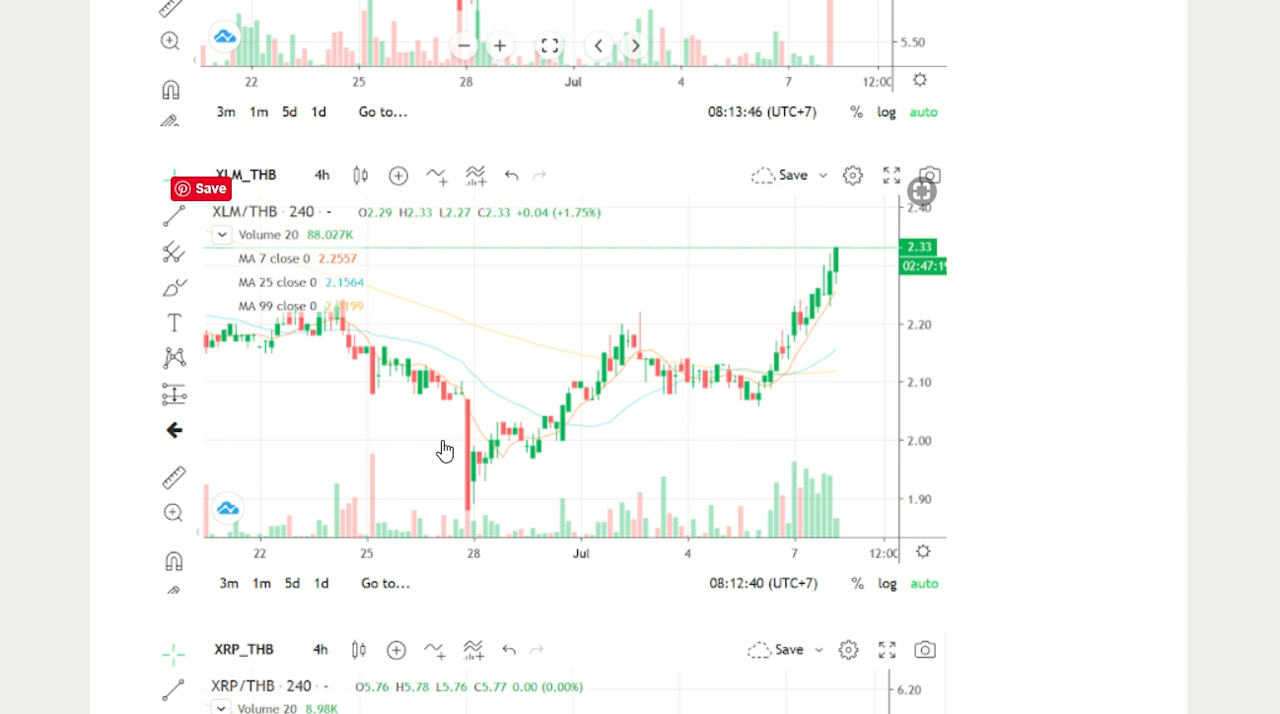 5.50
22 25 28 Jul 4 7 12:00
3m 1m 5d 1d Go to... 08:13:46 (UTC+7) % log auto
XLM_THB 4h Save
Save
XLM/THB · 240 · - O2.29 H2.33 L2.27 C2.33 +0.04 (+1.75%)
2.40
Volume 20 88.027K
2.33
MA 7 close 0 2.2557
02:47:19
MA 25 close 0 2.1564
MA 99 close 0
2.20
2.10
2.00
1.90
22 25 28 Jul 4 7 12:00
3m 1m 5d 1d Go to... 08:12:40 (UTC+7) % log auto
XRP_THB 4h Save
XRP/THB · 240 · - O5.76 H5.78 L5.76 C5.77 0.00 (0.00%)
6.20
Volume 20 8.98K